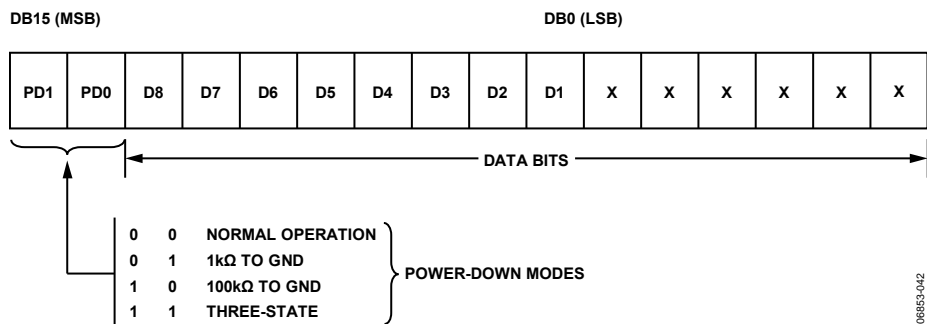 DB15 (MSB) DB0 (LSB)
PD1 PD0 D8 D7 D6 D5 D4 D3 D2 D1 X X X X X X
DATA BITS
0 0 NORMAL OPERATION
0 1 1kΩ TO GND
1 0 100kΩ TO GND
1 1 THREE-STATE
POWER-DOWN MODES
06853-042